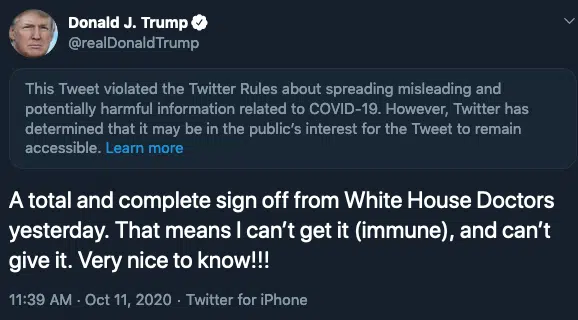 Donald J. Trump
@realDonaldTrump
This Tweet violated the Twitter Rules about spreading misleading and
potentially harmful information related to COVID-19. However, Twitter has
determined that it may be in the public's interest for the Tweet to remain
accessible. Learn more
A total and complete sign off from White House Doctors
yesterday. That means I can't get it (immune), and can't
give it. Very nice to know!!!
11:39 AM · Oct 11, 2020 · Twitter for iPhone